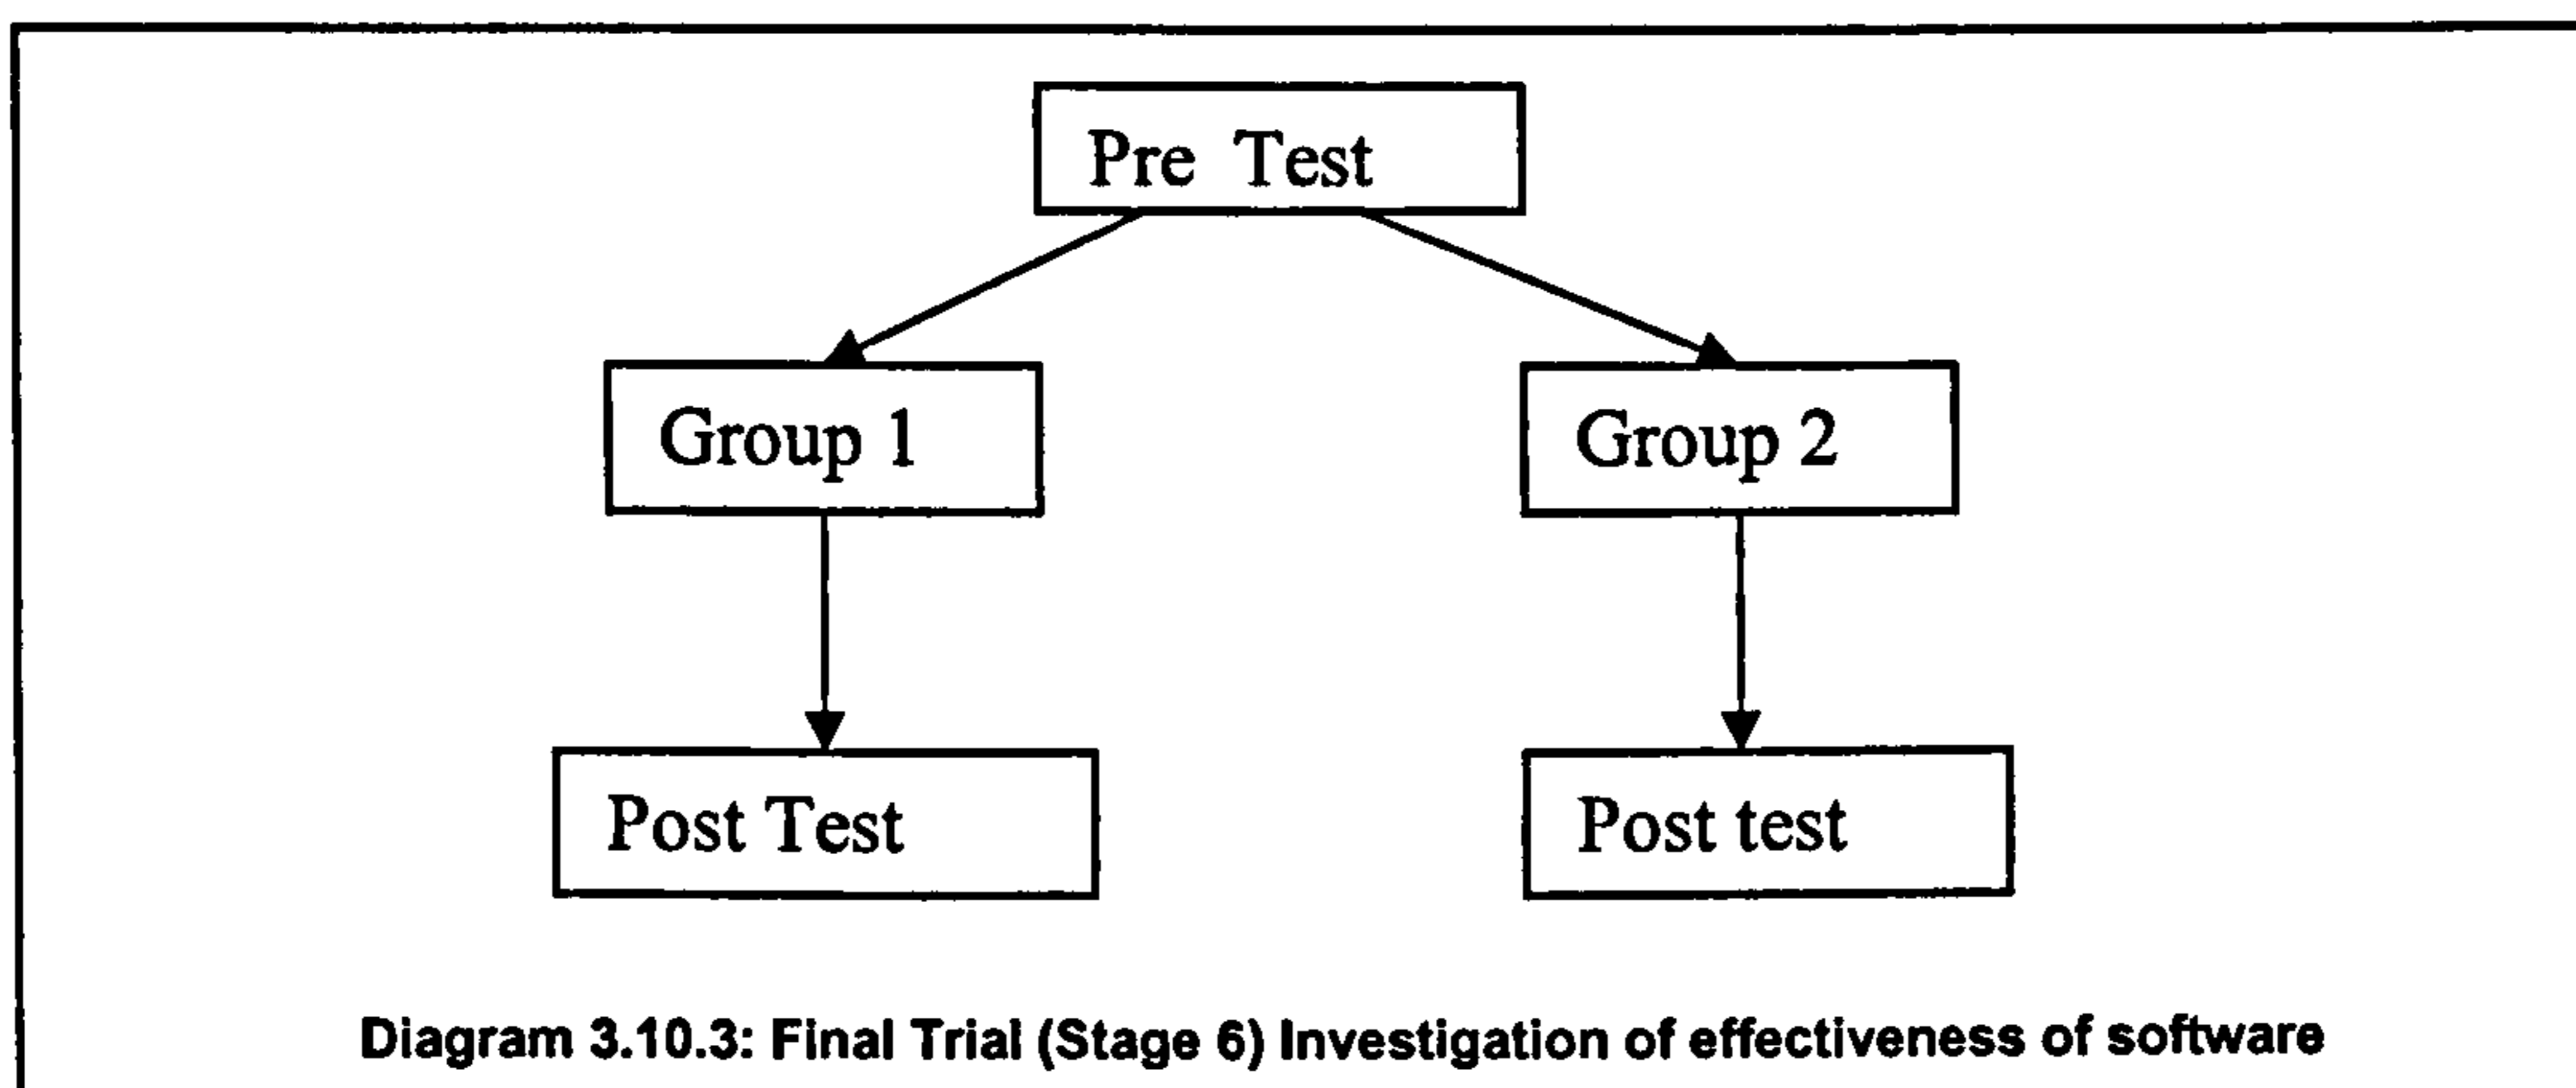 Pre Test
Group 1
Group 2
Post Test
Post test
Diagram 3.10.3: Final Trial (Stage 6) Investigation of effectiveness of software